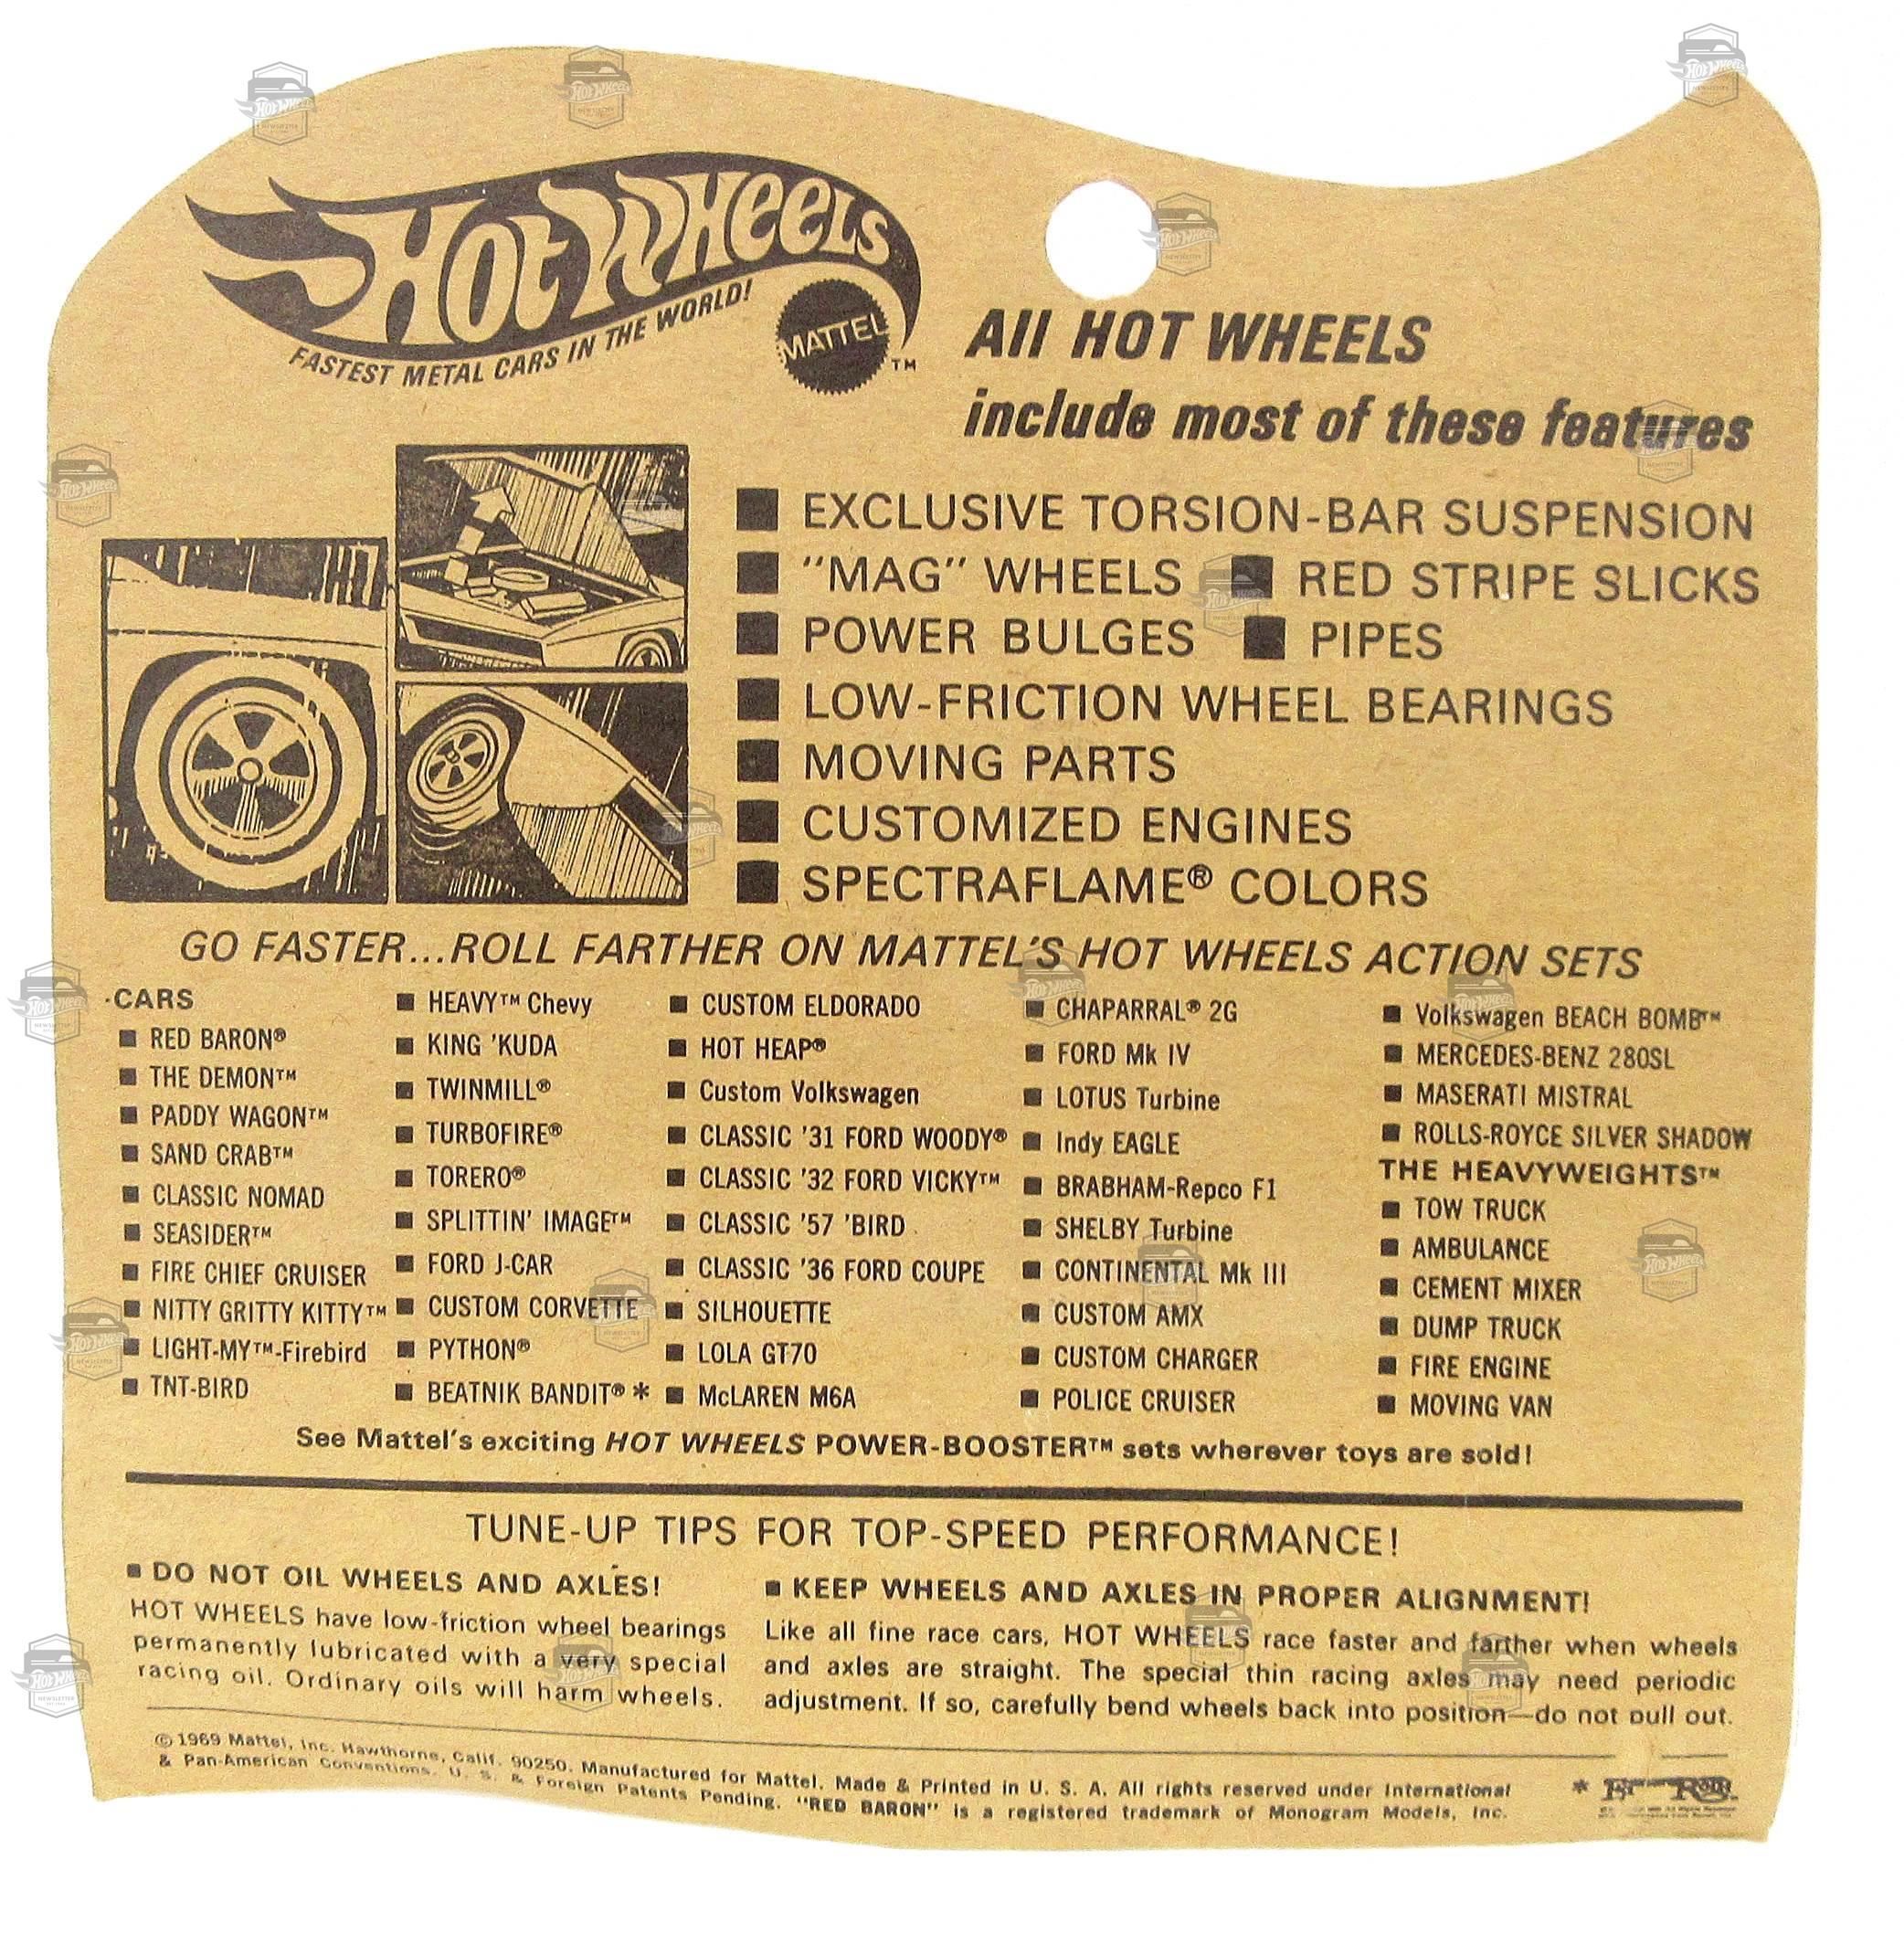 HOT WHEELS
FASTEST METAL CARS IN THE WORLD!
MATTEL
TM
All HOT WHEELS
include most of these features
■ EXCLUSIVE TORSION-BAR SUSPENSION
■ "MAG" WHEELS ■ RED STRIPE SLICKS
■ POWER BULGES ■ PIPES
■ LOW-FRICTION WHEEL BEARINGS
■ MOVING PARTS
■ CUSTOMIZED ENGINES
■ SPECTRAFLAME® COLORS
GO FASTER...ROLL FARTHER ON MATTEL'S HOT WHEELS ACTION SETS
CARS
■ RED BARON®
■ THE DEMON™
■ PADDY WAGON™
■ SAND CRAB™
■ CLASSIC NOMAD
■ SEASIDER™
■ FIRE CHIEF CRUISER
■ NITTY GRITTY KITTY™
■ LIGHT-MY™-Firebird
■ TNT-BIRD
■ HEAVY™ Chevy
■ KING 'KUDA
■ TWINMILL®
■ TURBOFIRE®
■ TORERO®
■ SPLITTIN' IMAGE™
■ FORD J-CAR
■ CUSTOM CORVETTE
■ PYTHON®
■ BEATNIK BANDIT® *
■ CUSTOM ELDORADO
■ HOT HEAP®
■ Custom Volkswagen
■ CLASSIC '31 FORD WOODY®
■ CLASSIC '32 FORD VICKY™
■ CLASSIC '57 'BIRD
■ CLASSIC '36 FORD COUPE
■ SILHOUETTE
■ LOLA GT70
■ McLAREN M6A
■ CHAPARRAL® 2G
■ FORD Mk IV
■ LOTUS Turbine
■ Indy EAGLE
■ BRABHAM-Repco F1
■ SHELBY Turbine
■ CONTINENTAL Mk III
■ CUSTOM AMX
■ CUSTOM CHARGER
■ POLICE CRUISER
■ Volkswagen BEACH BOMB™
■ MERCEDES-BENZ 280SL
■ MASERATI MISTRAL
■ ROLLS-ROYCE SILVER SHADOW
THE HEAVYWEIGHTS™
■ TOW TRUCK
■ AMBULANCE
■ CEMENT MIXER
■ DUMP TRUCK
■ FIRE ENGINE
■ MOVING VAN
See Mattel's exciting HOT WHEELS POWER-BOOSTER™ sets wherever toys are sold!
TUNE-UP TIPS FOR TOP-SPEED PERFORMANCE!
■ DO NOT OIL WHEELS AND AXLES!
HOT WHEELS have low-friction wheel bearings
permanently lubricated with a very special
racing oil. Ordinary oils will harm wheels.
■ KEEP WHEELS AND AXLES IN PROPER ALIGNMENT!
Like all fine race cars, HOT WHEELS race faster and farther when wheels
and axles are straight. The special thin racing axles may need periodic
adjustment. If so, carefully bend wheels back into position—do not pull out.
©1969 Mattel, Inc. Hawthorne, Calif. 90250. Manufactured for Mattel. Made & Printed in U. S. A. All rights reserved under International
& Pan-American Conventions. U. S. & Foreign Patents Pending. "RED BARON" is a registered trademark of Monogram Models, Inc.
*